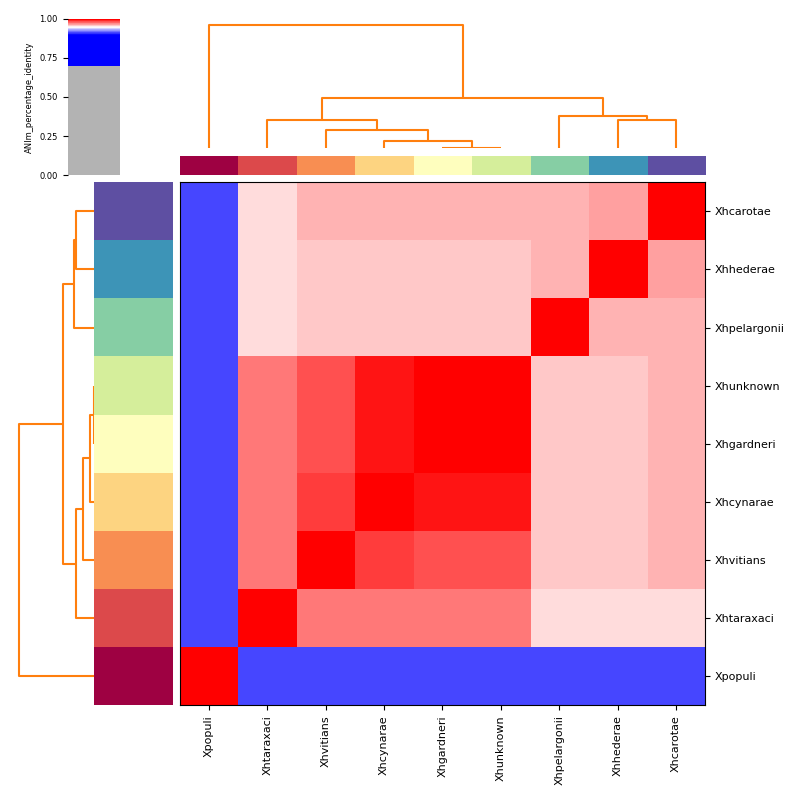 1.00
0.75
0.50
0.25
0.00
ANIm_percentage_identity
Xhcarotae
Xhhederae
Xhpelargonii
Xhunknown
Xhgardneri
Xhcynarae
Xhvitians
Xhtaraxaci
Xpopuli
Xpopuli
Xhtaraxaci
Xhvitians
Xhcynarae
Xhgardneri
Xhunknown
Xhpelargonii
Xhhederae
Xhcarotae